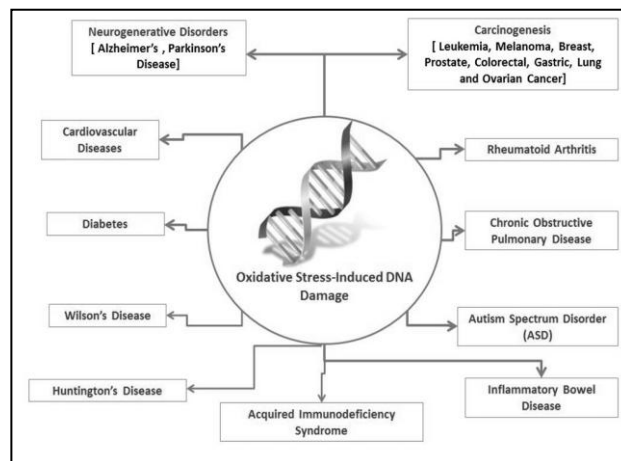 Neurogenerative Disorders
[ Alzheimer's , Parkinson's
Disease]
Carcinogenesis
[ Leukemia, Melanoma, Breast,
Prostate, Colorectal, Gastric, Lung
and Ovarian Cancer]
Cardiovascular
Diseases
Rheumatoid Arthritis
Diabetes
Chronic Obstructive
Pulmonary Disease
Oxidative Stress-Induced DNA
Damage
Wilson's Disease
Autism Spectrum Disorder
(ASD)
Huntington's Disease
Acquired Immunodeficiency
Syndrome
Inflammatory Bowel
Disease